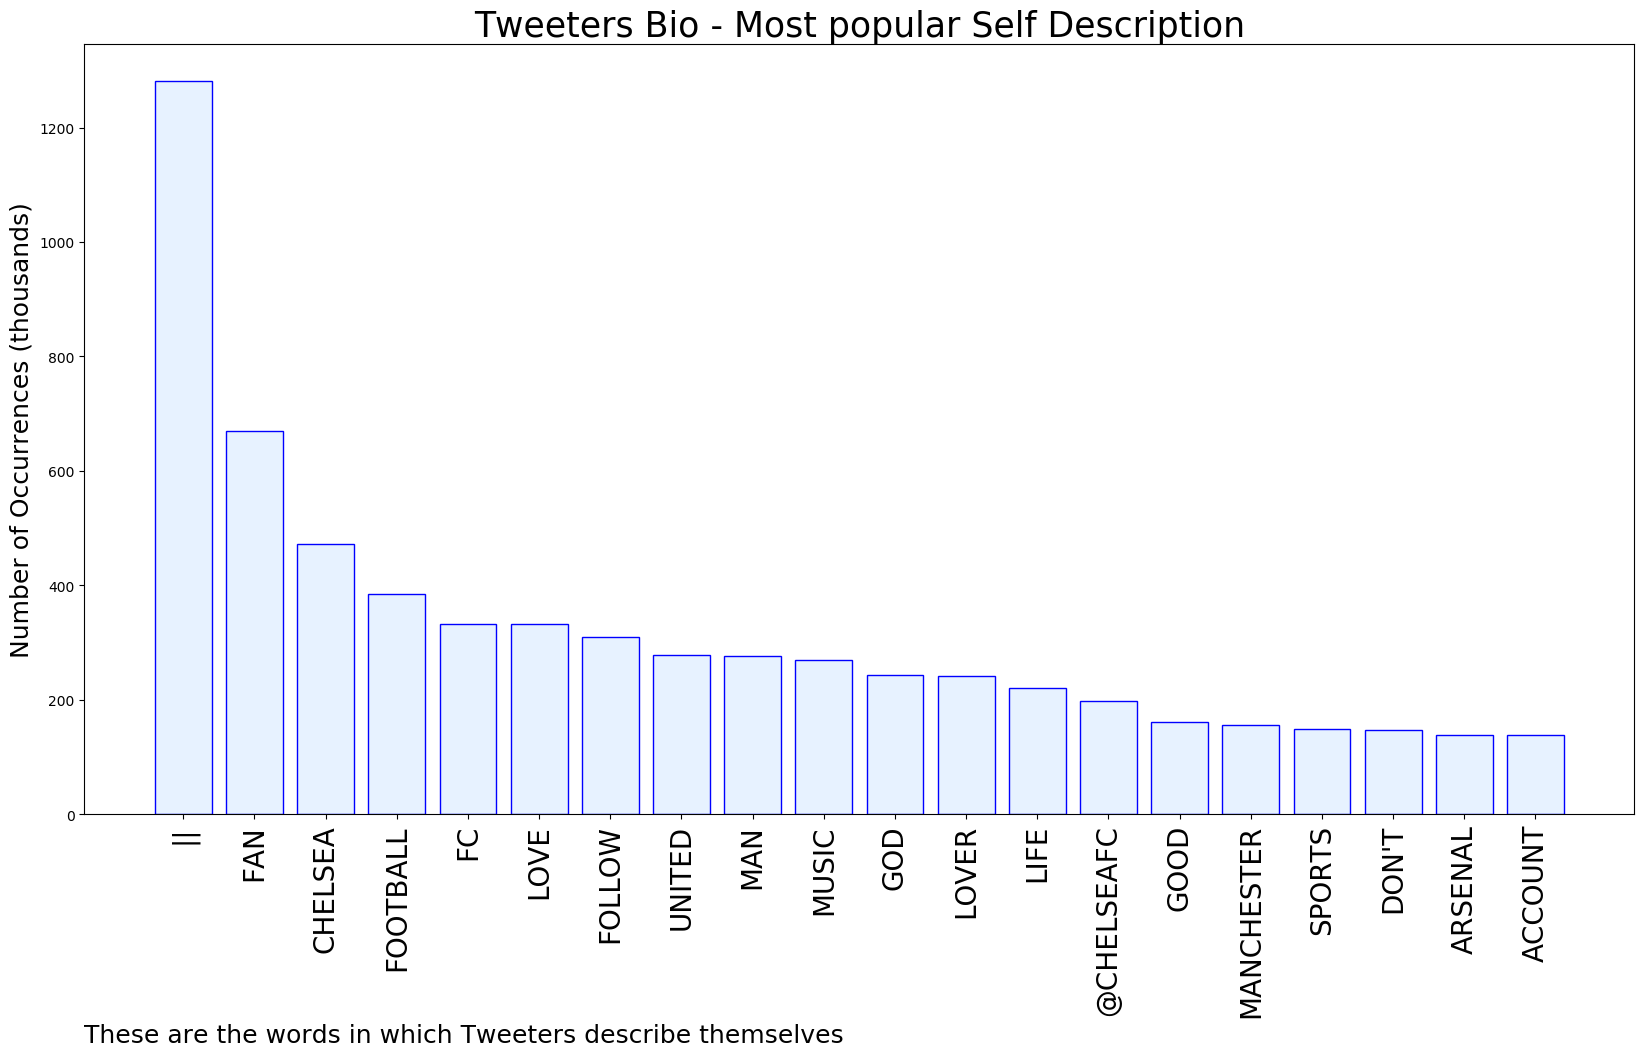 Tweeters Bio - Most popular Self Description
Number of Occurrences (thousands)
1200
1000
800
600
400
200
0
||
FAN
CHELSEA
FOOTBALL
FC
LOVE
FOLLOW
UNITED
MAN
MUSIC
GOD
LOVER
LIFE
@CHELSEAFC
GOOD
MANCHESTER
SPORTS
DON'T
ARSENAL
ACCOUNT
These are the words in which Tweeters describe themselves